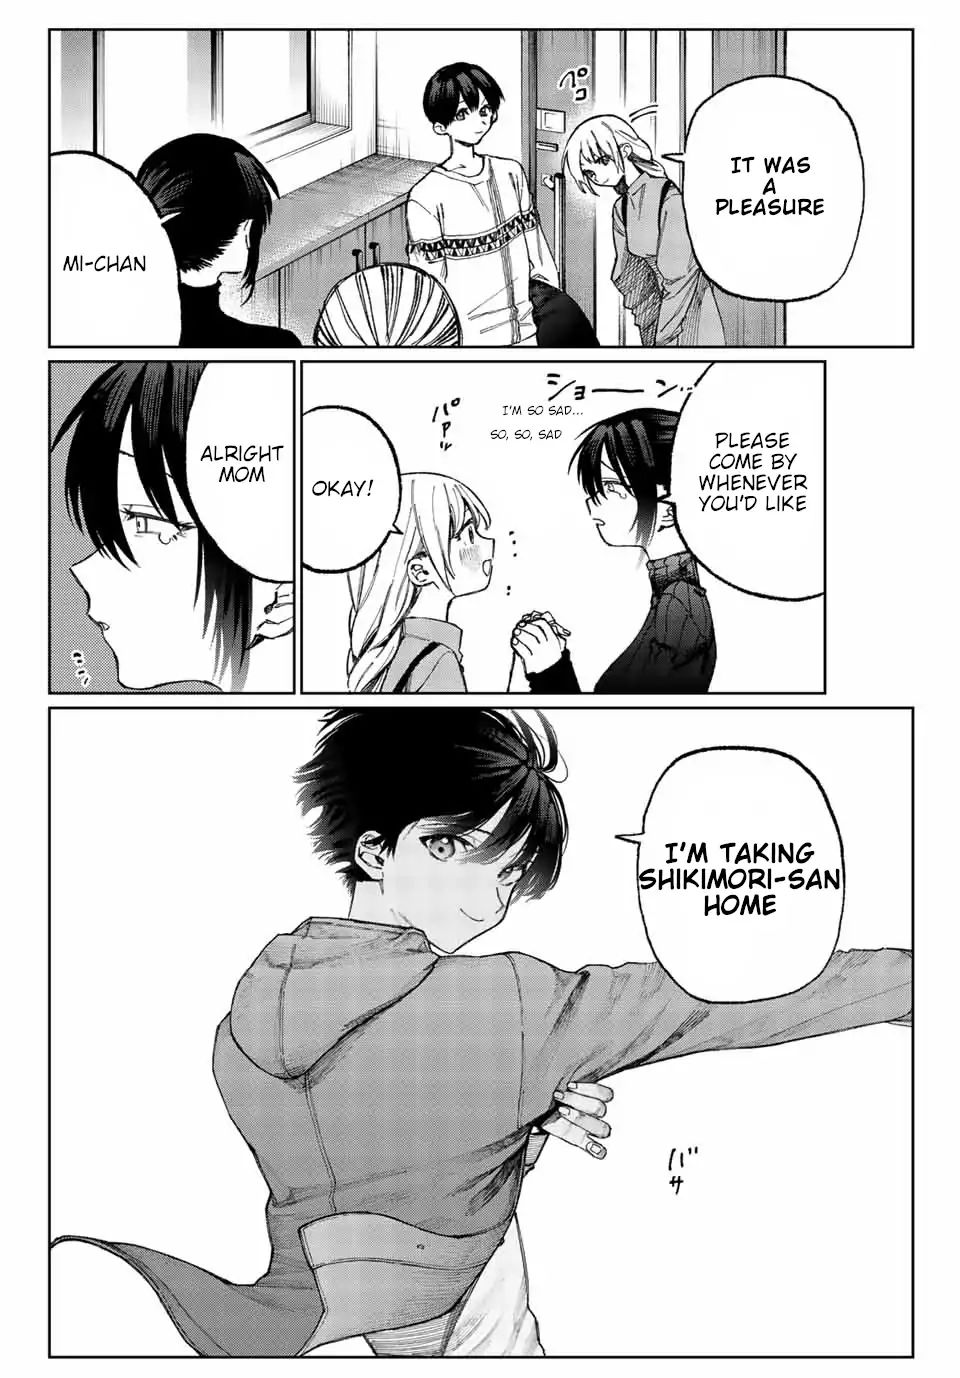 IT WAS
A
PLEASURE
ペコ
MI-CHAN
PLEASE
COME BY
WHENEVER
YOU'D LIKE
ショーン…
I'M SO SAD...
SO, SO, SAD
パアッ
OKAY!
ALRIGHT
MOM
I'M TAKING
SHIKIMORI-SAN
HOME
バサ